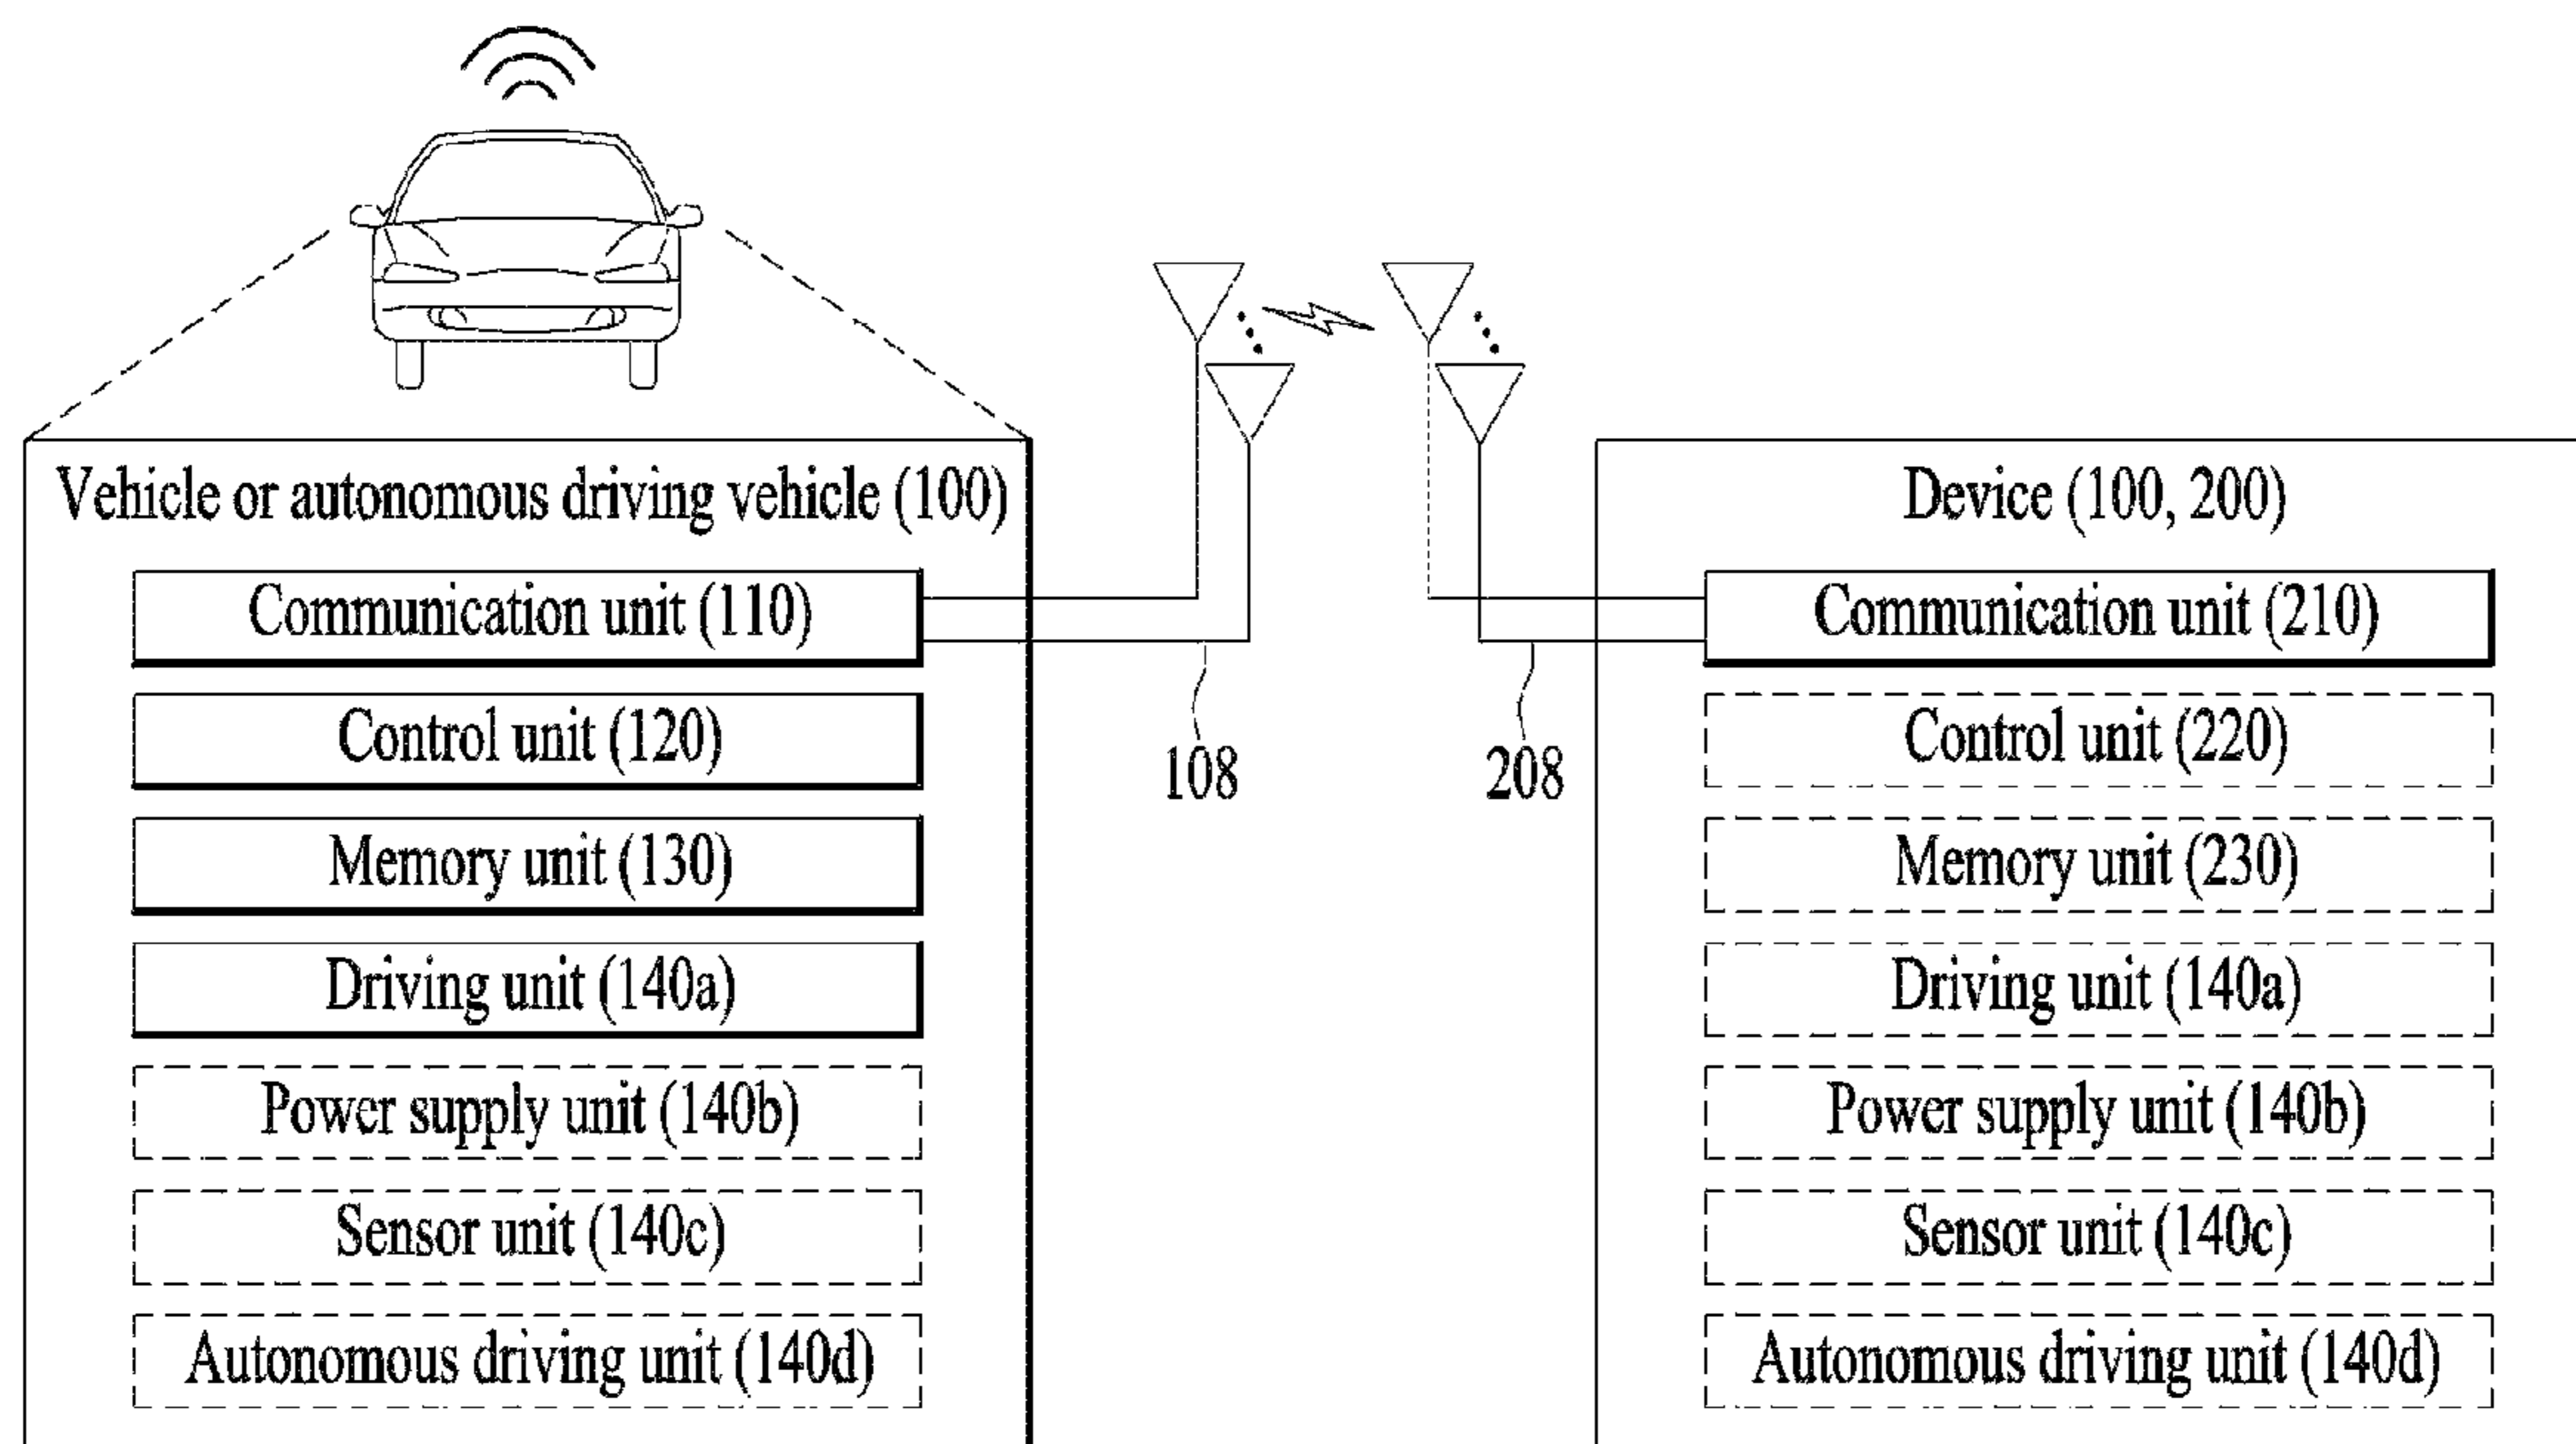 Vehicle or autonomous driving vehicle (100)
Communication unit (110)
Control unit (120)
Memory unit (130)
Driving unit (140a)
Power supply unit (140b)
Sensor unit (140c)
Autonomous driving unit (140d)
108
208
Device (100, 200)
Communication unit (210)
Control unit (220)
Memory unit (230)
Driving unit (140a)
Power supply unit (140b)
Sensor unit (140c)
Autonomous driving unit (140d)